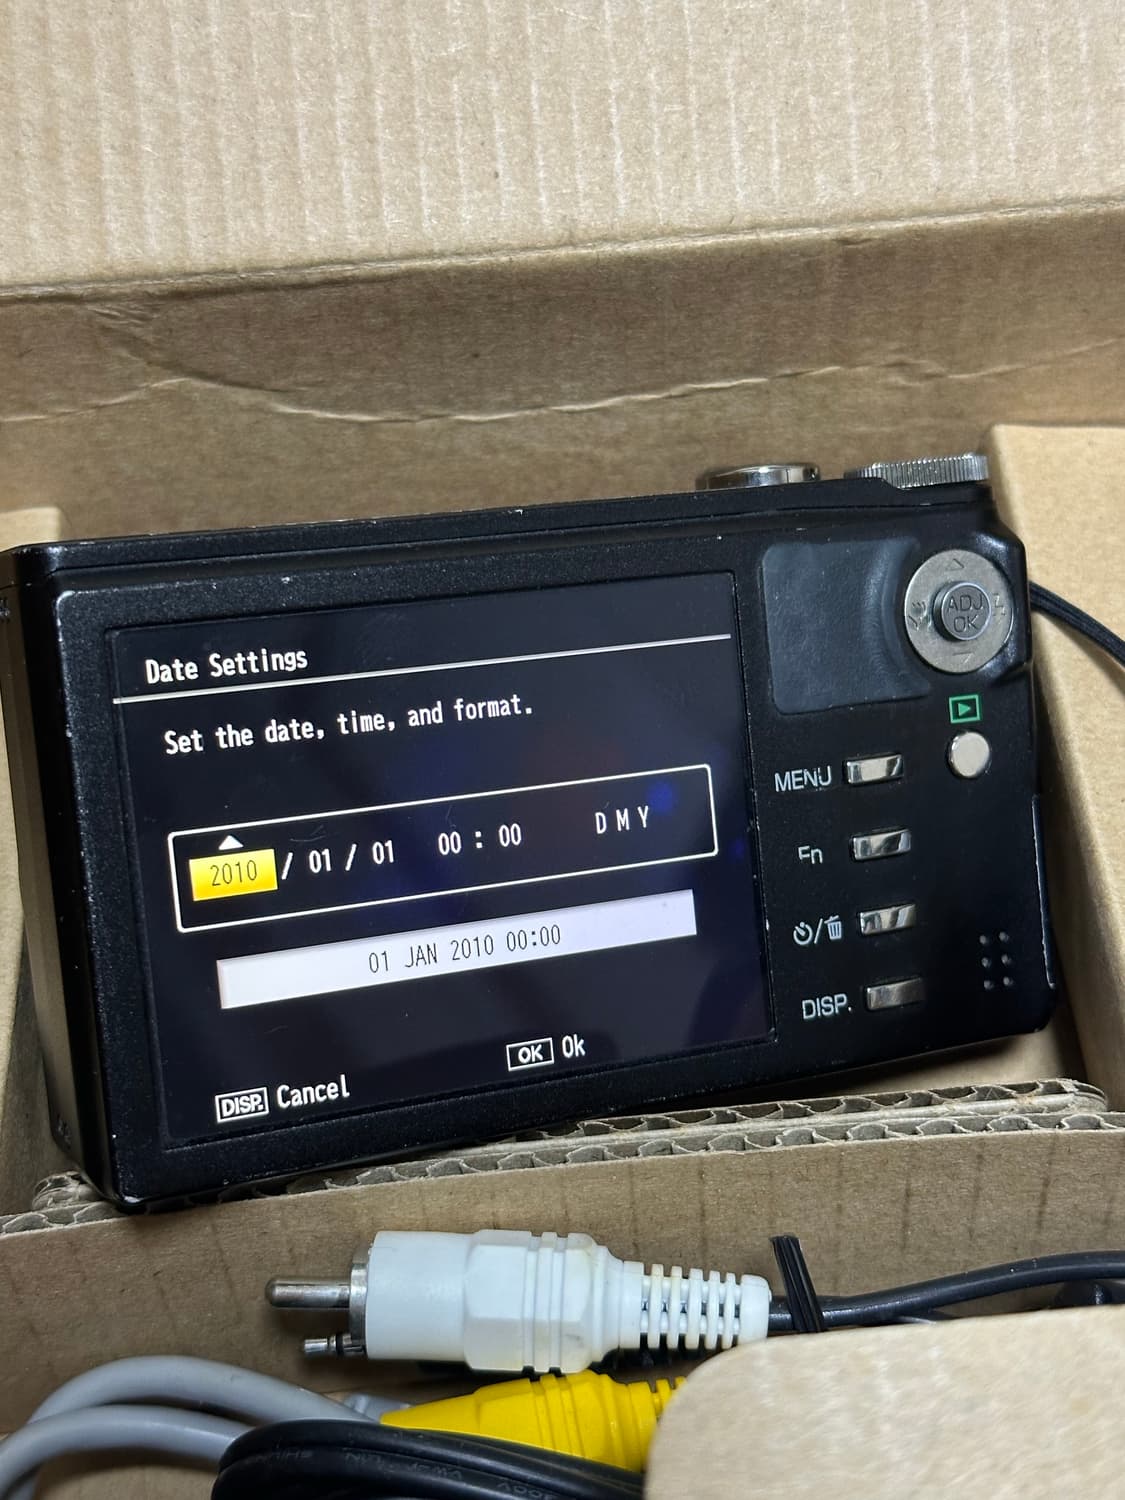 Date Settings
Set the date, time, and format.
2010 / 01 / 01 00 : 00 D M Y
01 JAN 2010 00:00
OK Ok
DISP. Cancel
ADJ.
OK
MENU
Fn
DISP.